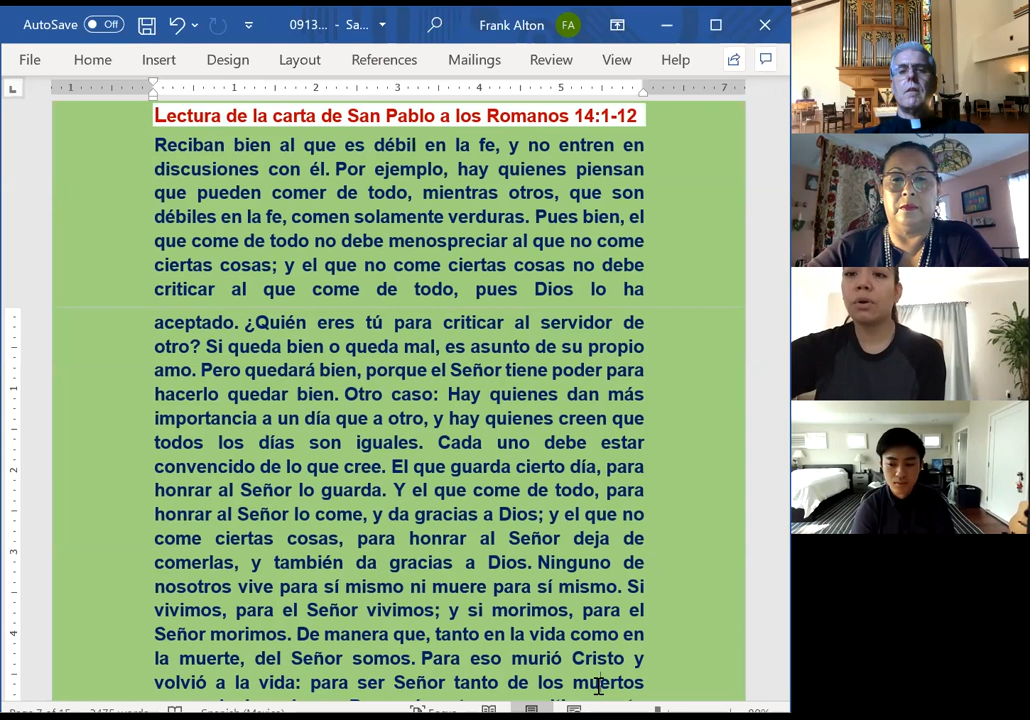 AutoSave Off 0913... - Sa... Frank Alton FA
File Home Insert Design Layout References Mailings Review View Help
1 1 2 3 4 5 7
Lectura de la carta de San Pablo a los Romanos 14:1-12
Reciban bien al que es débil en la fe, y no entren en
discusiones con él. Por ejemplo, hay quienes piensan
que pueden comer de todo, mientras otros, que son
débiles en la fe, comen solamente verduras. Pues bien, el
que come de todo no debe menospreciar al que no come
ciertas cosas; y el que no come ciertas cosas no debe
criticar al que come de todo, pues Dios lo ha
aceptado. ¿Quién eres tú para criticar al servidor de
otro? Si queda bien o queda mal, es asunto de su propio
amo. Pero quedará bien, porque el Señor tiene poder para
hacerlo quedar bien. Otro caso: Hay quienes dan más
importancia a un día que a otro, y hay quienes creen que
todos los días son iguales. Cada uno debe estar
convencido de lo que cree. El que guarda cierto día, para
honrar al Señor lo guarda. Y el que come de todo, para
honrar al Señor lo come, y da gracias a Dios; y el que no
come ciertas cosas, para honrar al Señor deja de
comerlas, y también da gracias a Dios. Ninguno de
nosotros vive para sí mismo ni muere para sí mismo. Si
vivimos, para el Señor vivimos; y si morimos, para el
Señor morimos. De manera que, tanto en la vida como en
la muerte, del Señor somos. Para eso murió Cristo y
volvió a la vida: para ser Señor tanto de los muertos
1
2
3
4